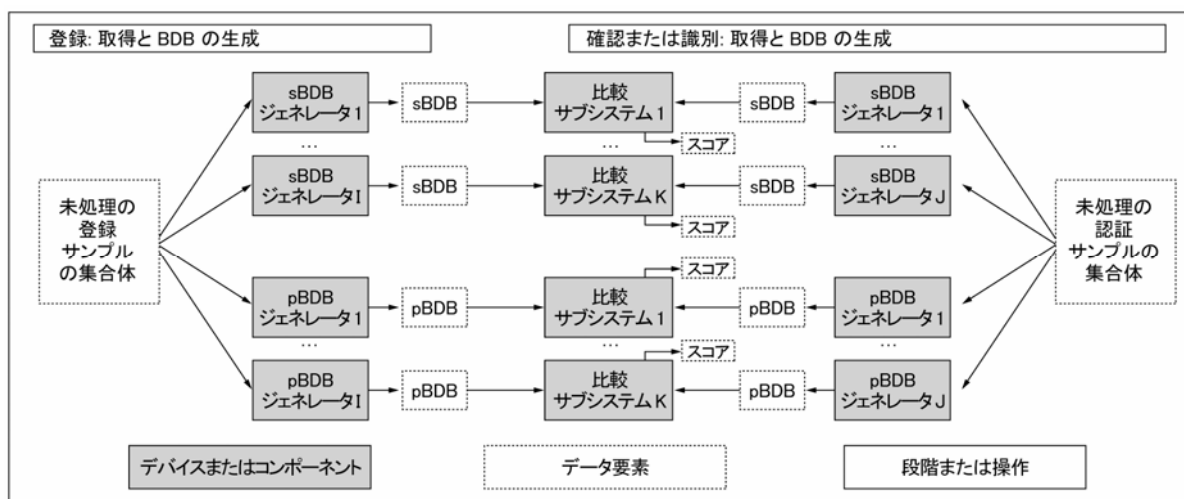 登録: 取得と BDB の生成
確認または識別: 取得と BDB の生成
sBDB
ジェネレータ1
sBDB
比較
サブシステム1
sBDB
sBDB
ジェネレータ1
スコア
...
...
...
sBDB
ジェネレータI
sBDB
比較
サブシステムK
sBDB
sBDB
ジェネレータJ
スコア
未処理の
登録
サンプル
の集合体
未処理の
認証
サンプルの
集合体
スコア
pBDB
ジェネレータ1
pBDB
比較
サブシステム1
pBDB
pBDB
ジェネレータ1
...
...
...
スコア
pBDB
ジェネレータI
pBDB
比較
サブシステムK
pBDB
pBDB
ジェネレータJ
デバイスまたはコンポーネント
データ要素
段階または操作